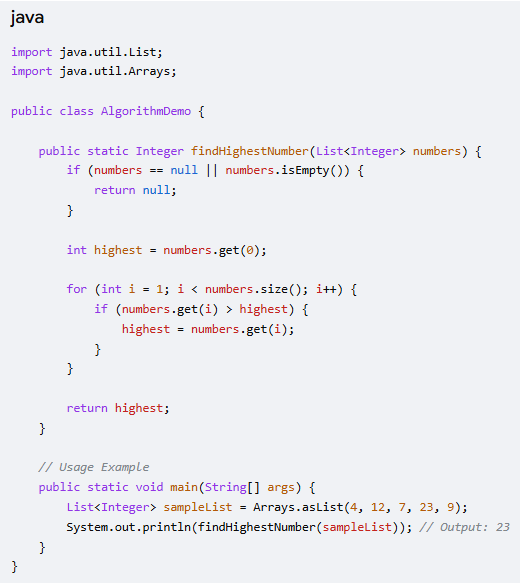 java
import java.util.List;
import java.util.Arrays;
public class AlgorithmDemo {
    public static Integer findHighestNumber(List<Integer> numbers) {
        if (numbers == null || numbers.isEmpty()) {
            return null;
        }
        int highest = numbers.get(0);
        for (int i = 1; i < numbers.size(); i++) {
            if (numbers.get(i) > highest) {
                highest = numbers.get(i);
            }
        }
        return highest;
    }
    // Usage Example
    public static void main(String[] args) {
        List<Integer> sampleList = Arrays.asList(4, 12, 7, 23, 9);
        System.out.println(findHighestNumber(sampleList)); // Output: 23
    }
}